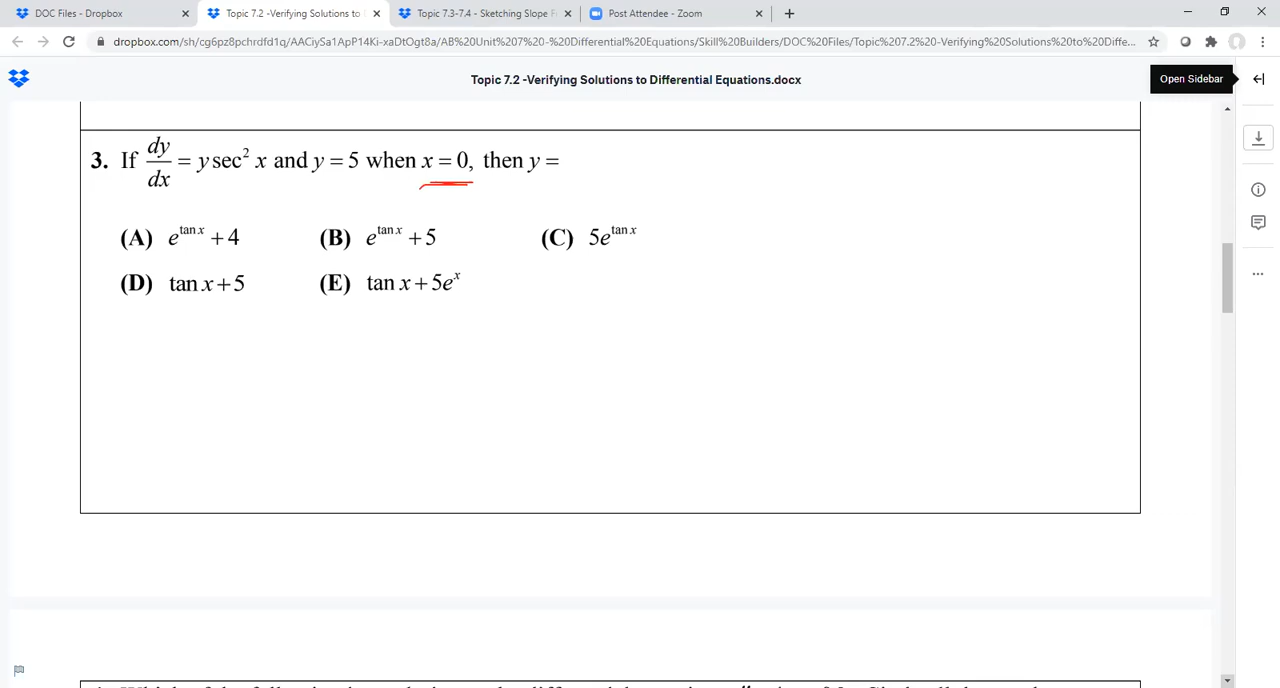 DOC Files - Dropbox
Topic 7.2 -Verifying Solutions to
Topic 7.3-7.4 - Sketching Slope F
Post Attendee - Zoom
dropbox.com/sh/cg6pz8pchrdfd1q/AACiySa1ApP14Ki-xaDtOgt8a/AB%20Unit%207%20-%20Differential%20Equations/Skill%20Builders/DOC%20Files/Topic%207.2%20-Verifying%20Solutions%20to%20Diffe...
Topic 7.2 -Verifying Solutions to Differential Equations.docx
Open Sidebar
3. If dy/dx = y sec² x and y = 5 when x = 0, then y =
(A) e^{tan x} + 4 (B) e^{tan x} + 5 (C) 5e^{tan x}
(D) tan x + 5 (E) tan x + 5e^x